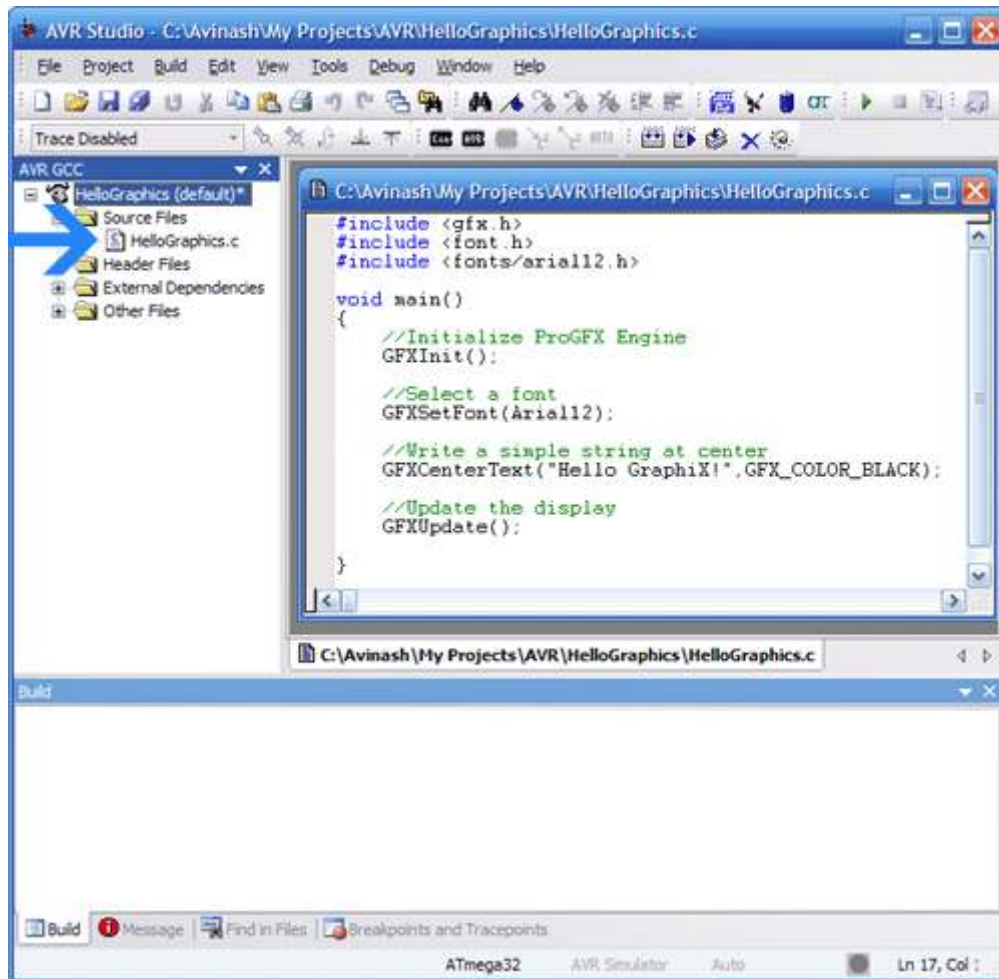 AVR Studio - C:\Avinash\My Projects\AVR\HelloGraphics\HelloGraphics.c
File Project Build Edit View Tools Debug Window Help
Trace Disabled
AVR GCC
HelloGraphics (default)*
Source Files
HelloGraphics.c
Header Files
External Dependencies
Other Files
C:\Avinash\My Projects\AVR\HelloGraphics\HelloGraphics.c
#include <gfx.h>
#include <font.h>
#include <fonts/arial12.h>
void main()
{
//Initialize ProGFX Engine
GFXInit();
//Select a font
GFXSetFont(Arial12);
//Write a simple string at center
GFXCenterText("Hello GraphiX!",GFX_COLOR_BLACK);
//Update the display
GFXUpdate();
}
C:\Avinash\My Projects\AVR\HelloGraphics\HelloGraphics.c
Build
Build Message Find in Files Breakpoints and Tracepoints
ATmega32 AVR Simulator Auto Ln 17, Col